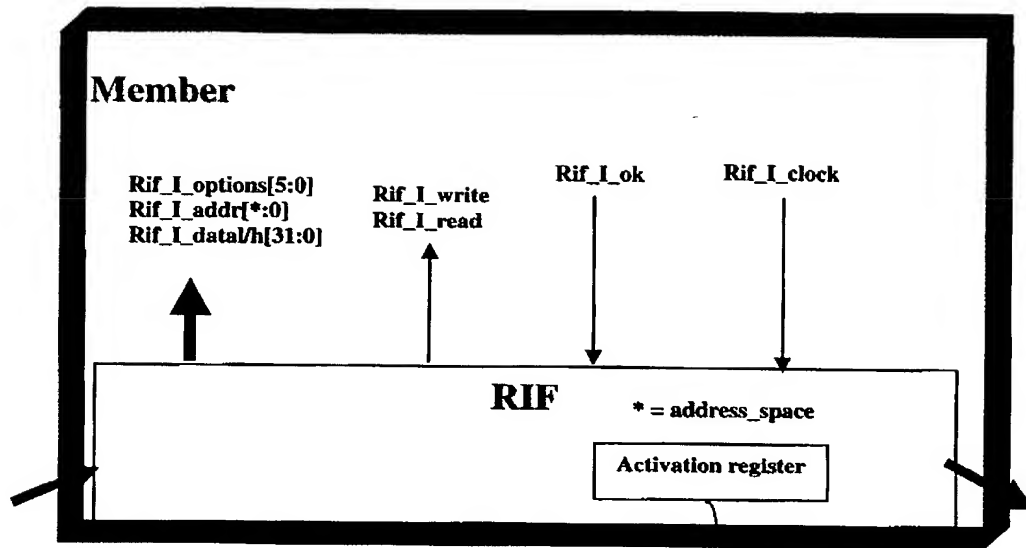 Member
Rif_I_options[5:0]
Rif_I_addr[*:0]
Rif_I_datal/h[31:0]
Rif_I_write
Rif_I_read
Rif_I_ok
Rif_I_clock
RIF
* = address_space
Activation register